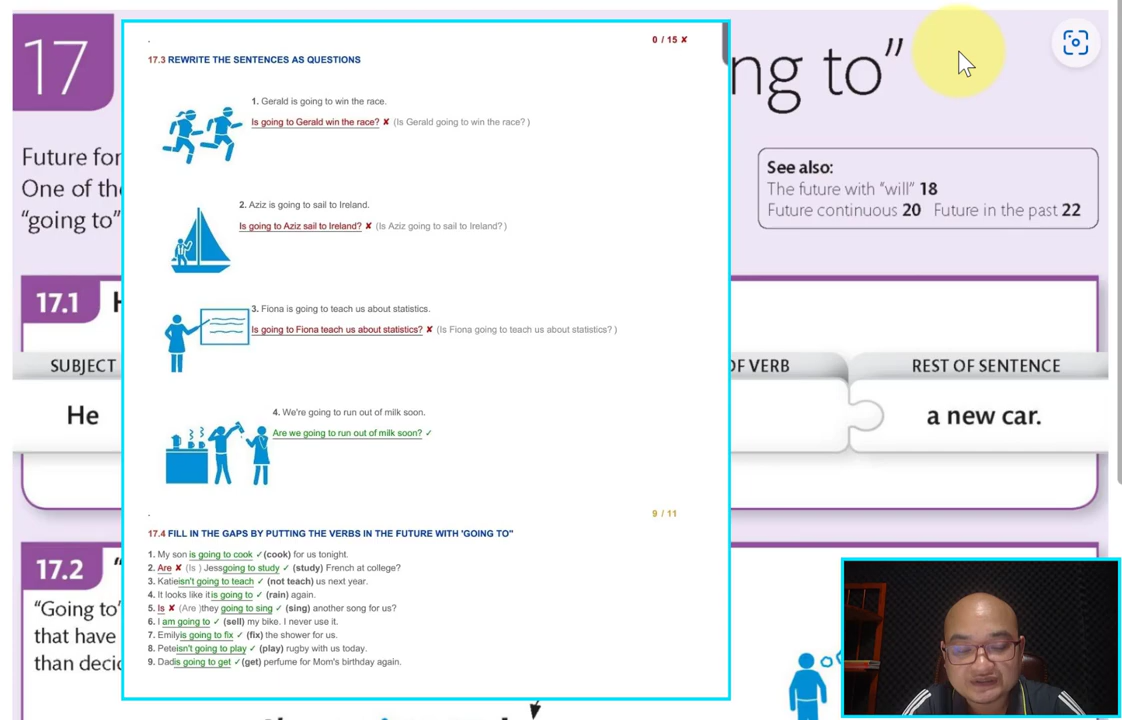 17
ng to”
Future for
One of the
“going to”
See also:
The future with “will” 18
Future continuous 20 Future in the past 22
17.1
SUBJECT
OF VERB
REST OF SENTENCE
He
a new car.
17.2
“Going to”
that have
than decid
.
0 / 15 ✘
17.3 REWRITE THE SENTENCES AS QUESTIONS
1. Gerald is going to win the race.
Is going to Gerald win the race? ✘ (Is Gerald going to win the race? )
2. Aziz is going to sail to Ireland.
Is going to Aziz sail to Ireland? ✘ (Is Aziz going to sail to Ireland? )
3. Fiona is going to teach us about statistics.
Is going to Fiona teach us about statistics? ✘ (Is Fiona going to teach us about statistics? )
4. We're going to run out of milk soon.
Are we going to run out of milk soon? ✓
.
9 / 11
17.4 FILL IN THE GAPS BY PUTTING THE VERBS IN THE FUTURE WITH 'GOING TO"
1. My son is going to cook ✓ (cook) for us tonight.
2. Are ✘ (Is ) Jess going to study ✓ (study) French at college?
3. Katie isn't going to teach ✓ (not teach) us next year.
4. It looks like it is going to ✓ (rain) again.
5. Is ✘ (Are )they going to sing ✓ (sing) another song for us?
6. I am going to ✓ (sell) my bike. I never use it.
7. Emily is going to fix ✓ (fix) the shower for us.
8. Pete isn't going to play ✓ (play) rugby with us today.
9. Dad is going to get ✓ (get) perfume for Mom's birthday again.